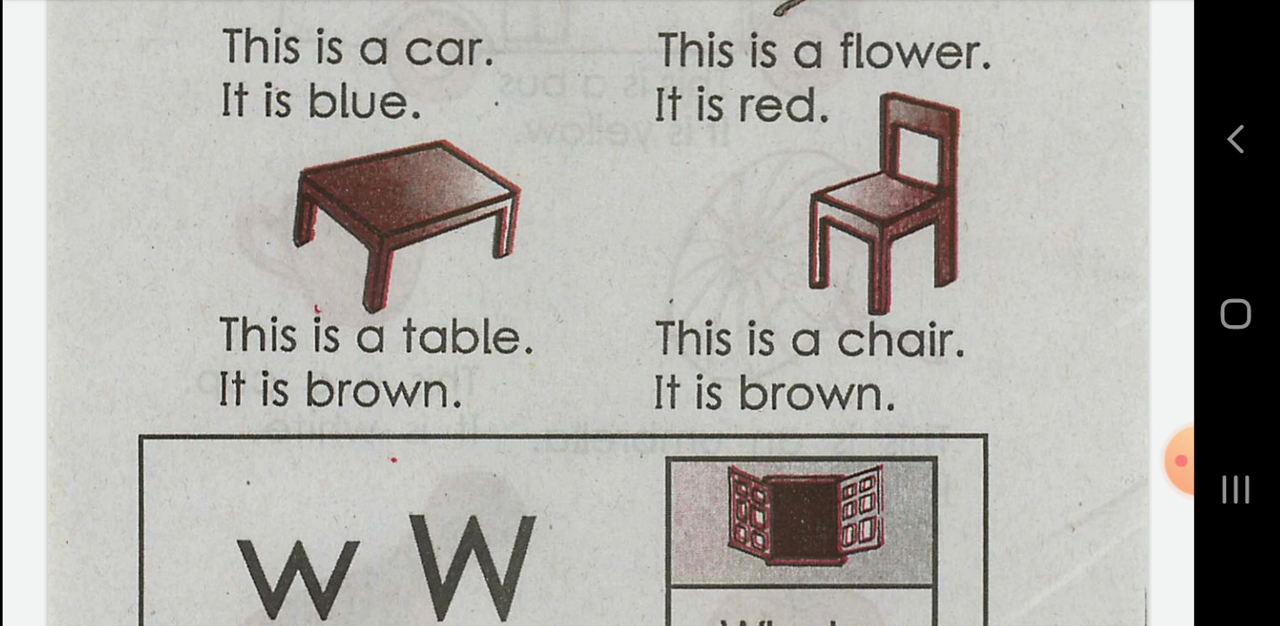 This is a car.
It is blue.
This is a flower.
It is red.
This is a table.
It is brown.
This is a chair.
It is brown.
w W